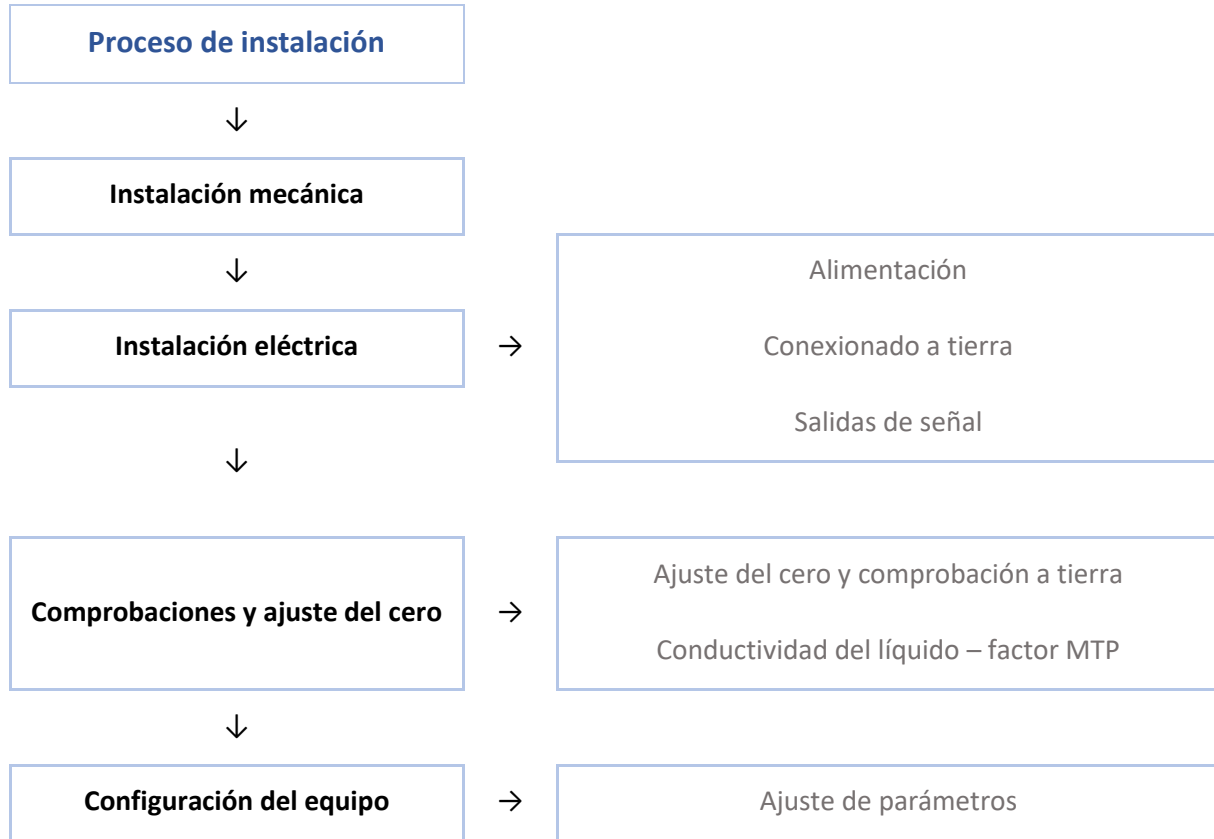 Proceso de instalación
↓
Instalación mecánica
↓
Alimentación
Instalación eléctrica → Conexionado a tierra
Salidas de señal
↓
Ajuste del cero y comprobación a tierra
Comprobaciones y ajuste del cero →
Conductividad del líquido – factor MTP
↓
Configuración del equipo → Ajuste de parámetros